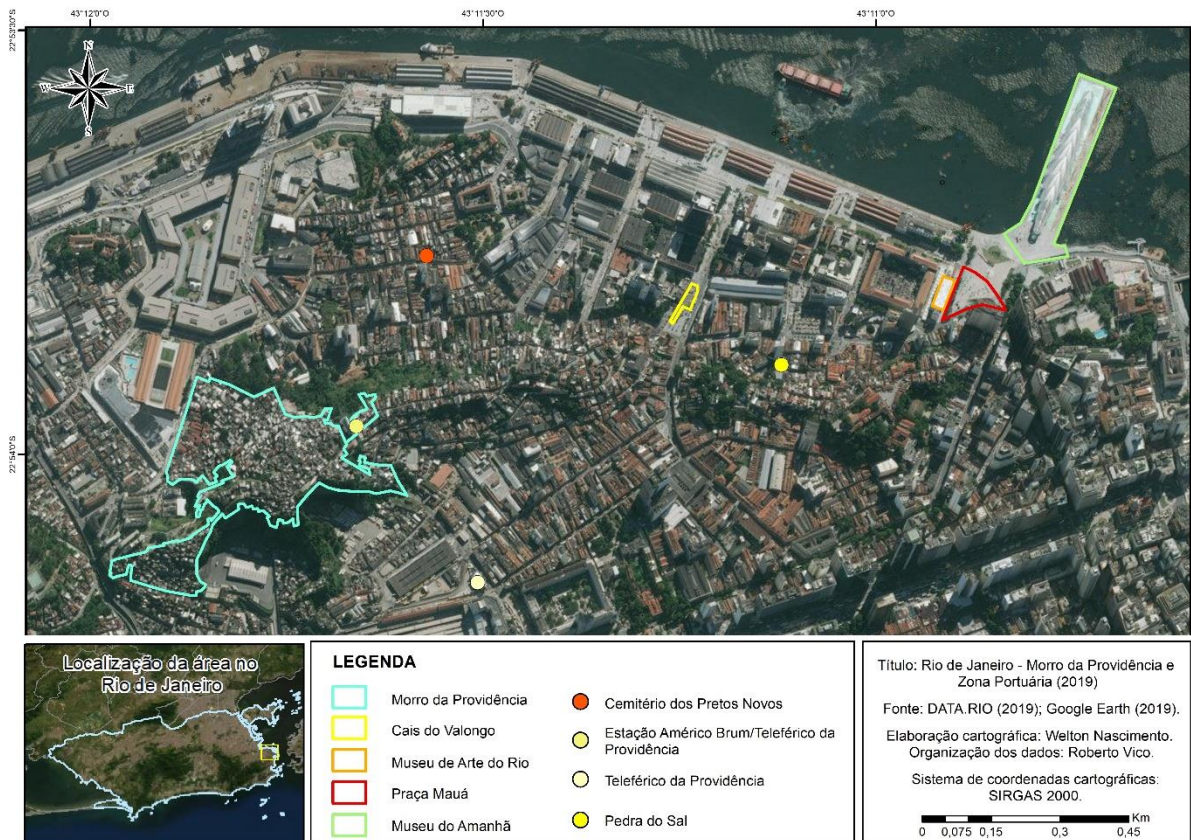 43°12'0"O
43°11'30"O
43°11'0"O
22°53'30"S
N
W
E
S
22°54'0"S
Localização da área no
Rio de Janeiro
LEGENDA
Morro da Providência
Cais do Valongo
Museu de Arte do Rio
Praça Mauá
Museu do Amanhã
Cemitério dos Pretos Novos
Estação Américo Brum/Teleférico da
Providência
Teleférico da Providência
Pedra do Sal
Título: Rio de Janeiro - Morro da Providência e
Zona Portuária (2019)
Fonte: DATA.RIO (2019); Google Earth (2019).
Elaboração cartográfica: Welton Nascimento.
Organização dos dados: Roberto Vico.
Sistema de coordenadas cartográficas:
SIRGAS 2000.
Km
0 0,075 0,15 0,3 0,45